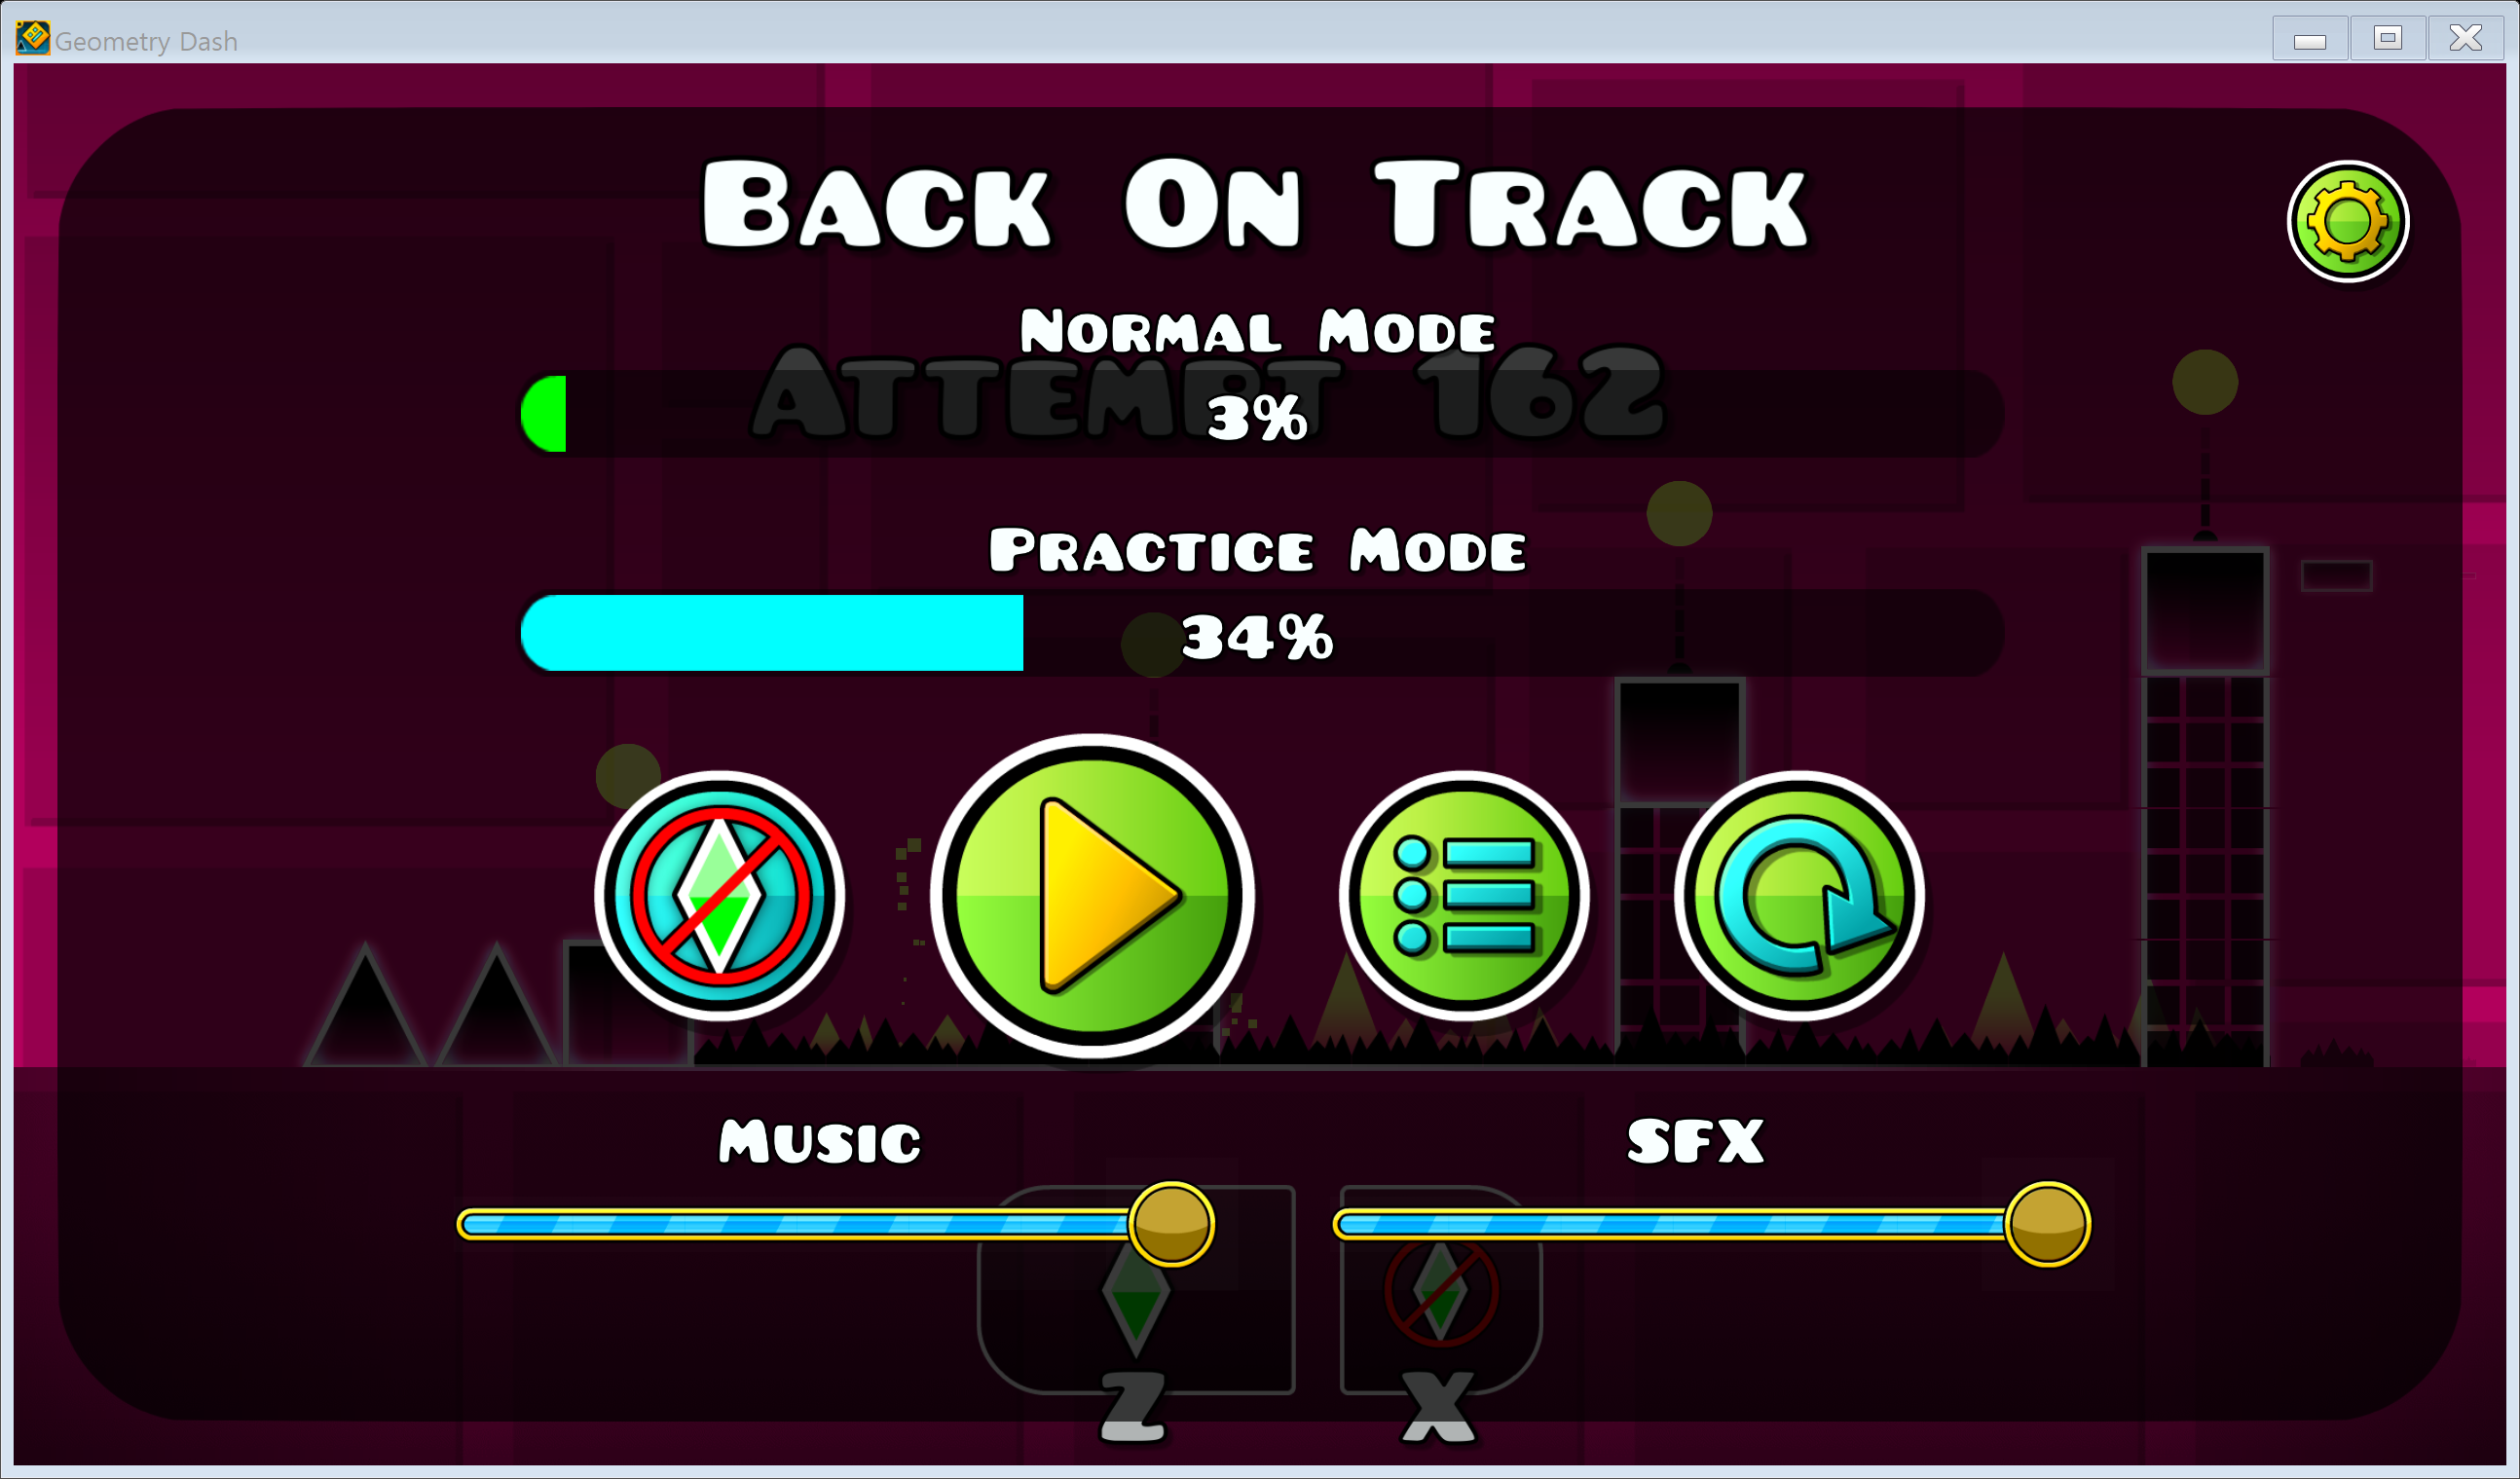 Geometry Dash
Back On Track
Normal Mode
Attempt 162
3%
Practice Mode
34%
Music
SFX
Z
X